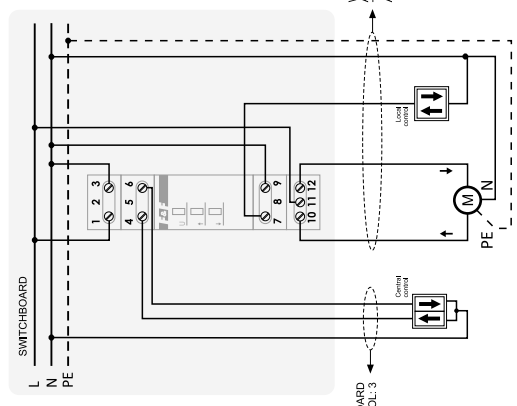 SWITCHBOARD
L
N
PE
1 2 3
4 5 6
U
7 8 9
10 11 12
Local
control
M
N
PE
Central
control
OL: 3